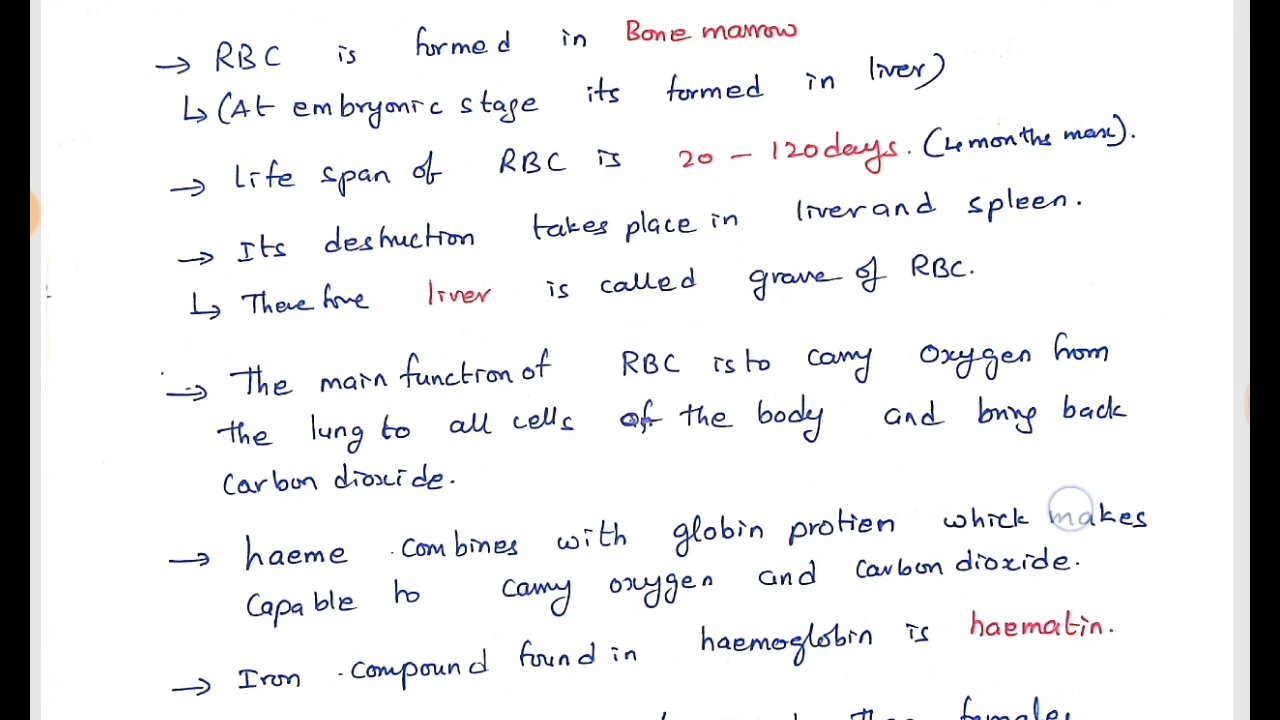 → RBC is formed in Bone marrow
↳ (At embryonic stage its formed in liver)
→ Life span of RBC is 20 – 120 days. (4 months max).
→ Its destruction takes place in liver and spleen.
↳ Therefore liver is called grave of RBC.
→ The main function of RBC is to carry oxygen from
the lung to all cells of the body and bring back
carbon dioxide.
→ haeme combines with globin protien which makes
capable to carry oxygen and carbon dioxide.
→ Iron compound found in haemoglobin is haematin.
females